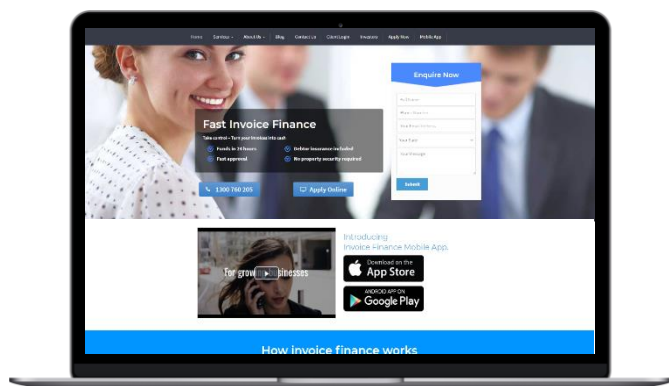 Home Services About Us Blog Contact Us Client Login Investors Apply Now Mobile App
Fast Invoice Finance
Take control - Turn your invoices into cash
Funds in 24 hours
Debtor insurance included
Fast approval
No property security required
1300 760 205
Apply Online
Enquire Now
Submit
For growing businesses
Introducing
Invoice Finance Mobile App.
Download on the
App Store
ANDROID APP ON
Google Play
How invoice finance works